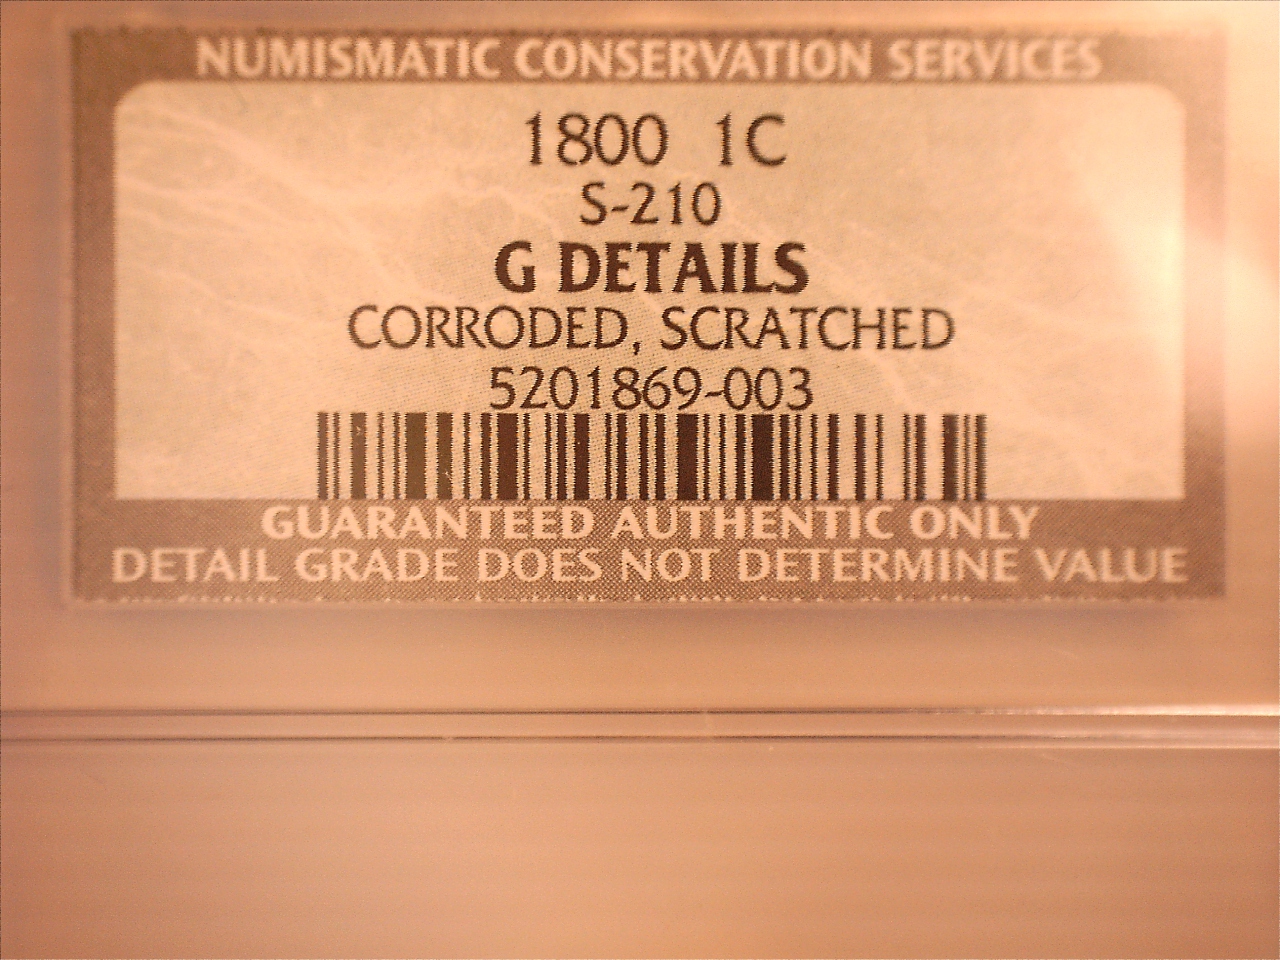 NUMISMATIC CONSERVATION SERVICES
1800 1C
S-210
G DETAILS
CORRODED, SCRATCHED
5201869-003
GUARANTEED AUTHENTIC ONLY
DETAIL GRADE DOES NOT DETERMINE VALUE